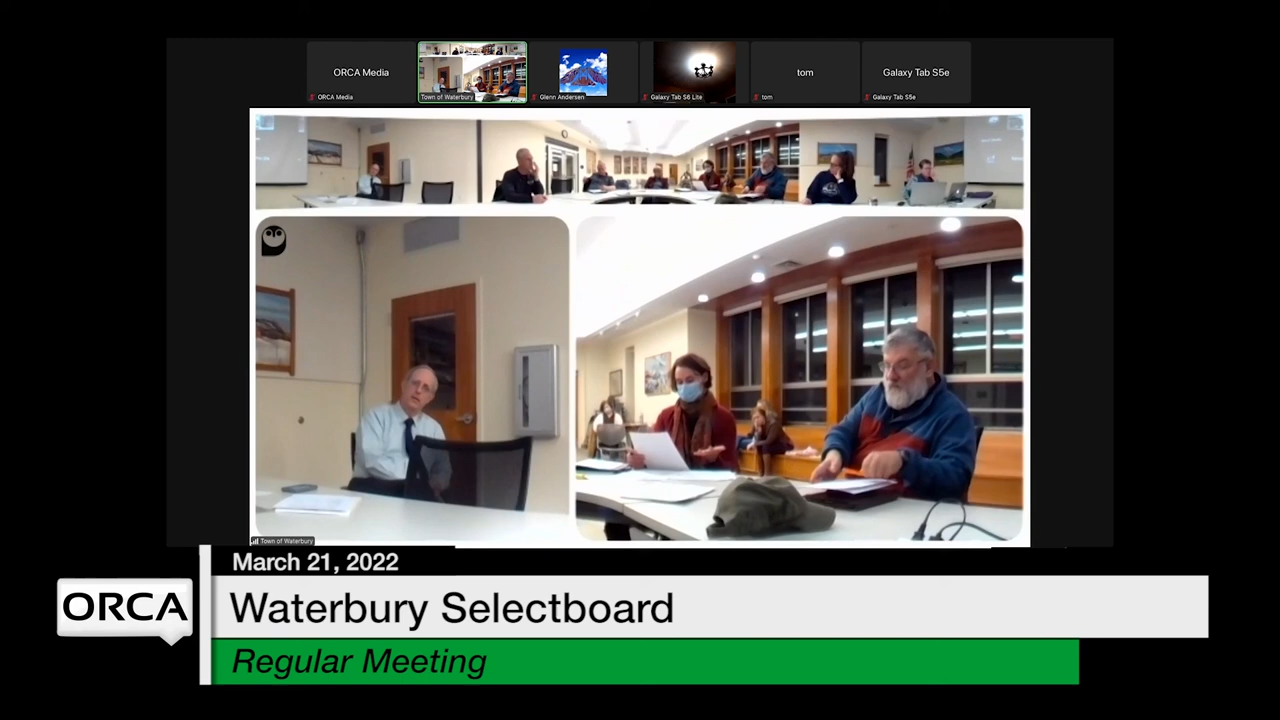 ORCA Media
tom
Galaxy Tab S5e
ORCA Media
Town of Waterbury
Glenn Andersen
Galaxy Tab S6 Lite
tom
Galaxy Tab S5e
Town of Waterbury
March 21, 2022
ORCA
Waterbury Selectboard
Regular Meeting